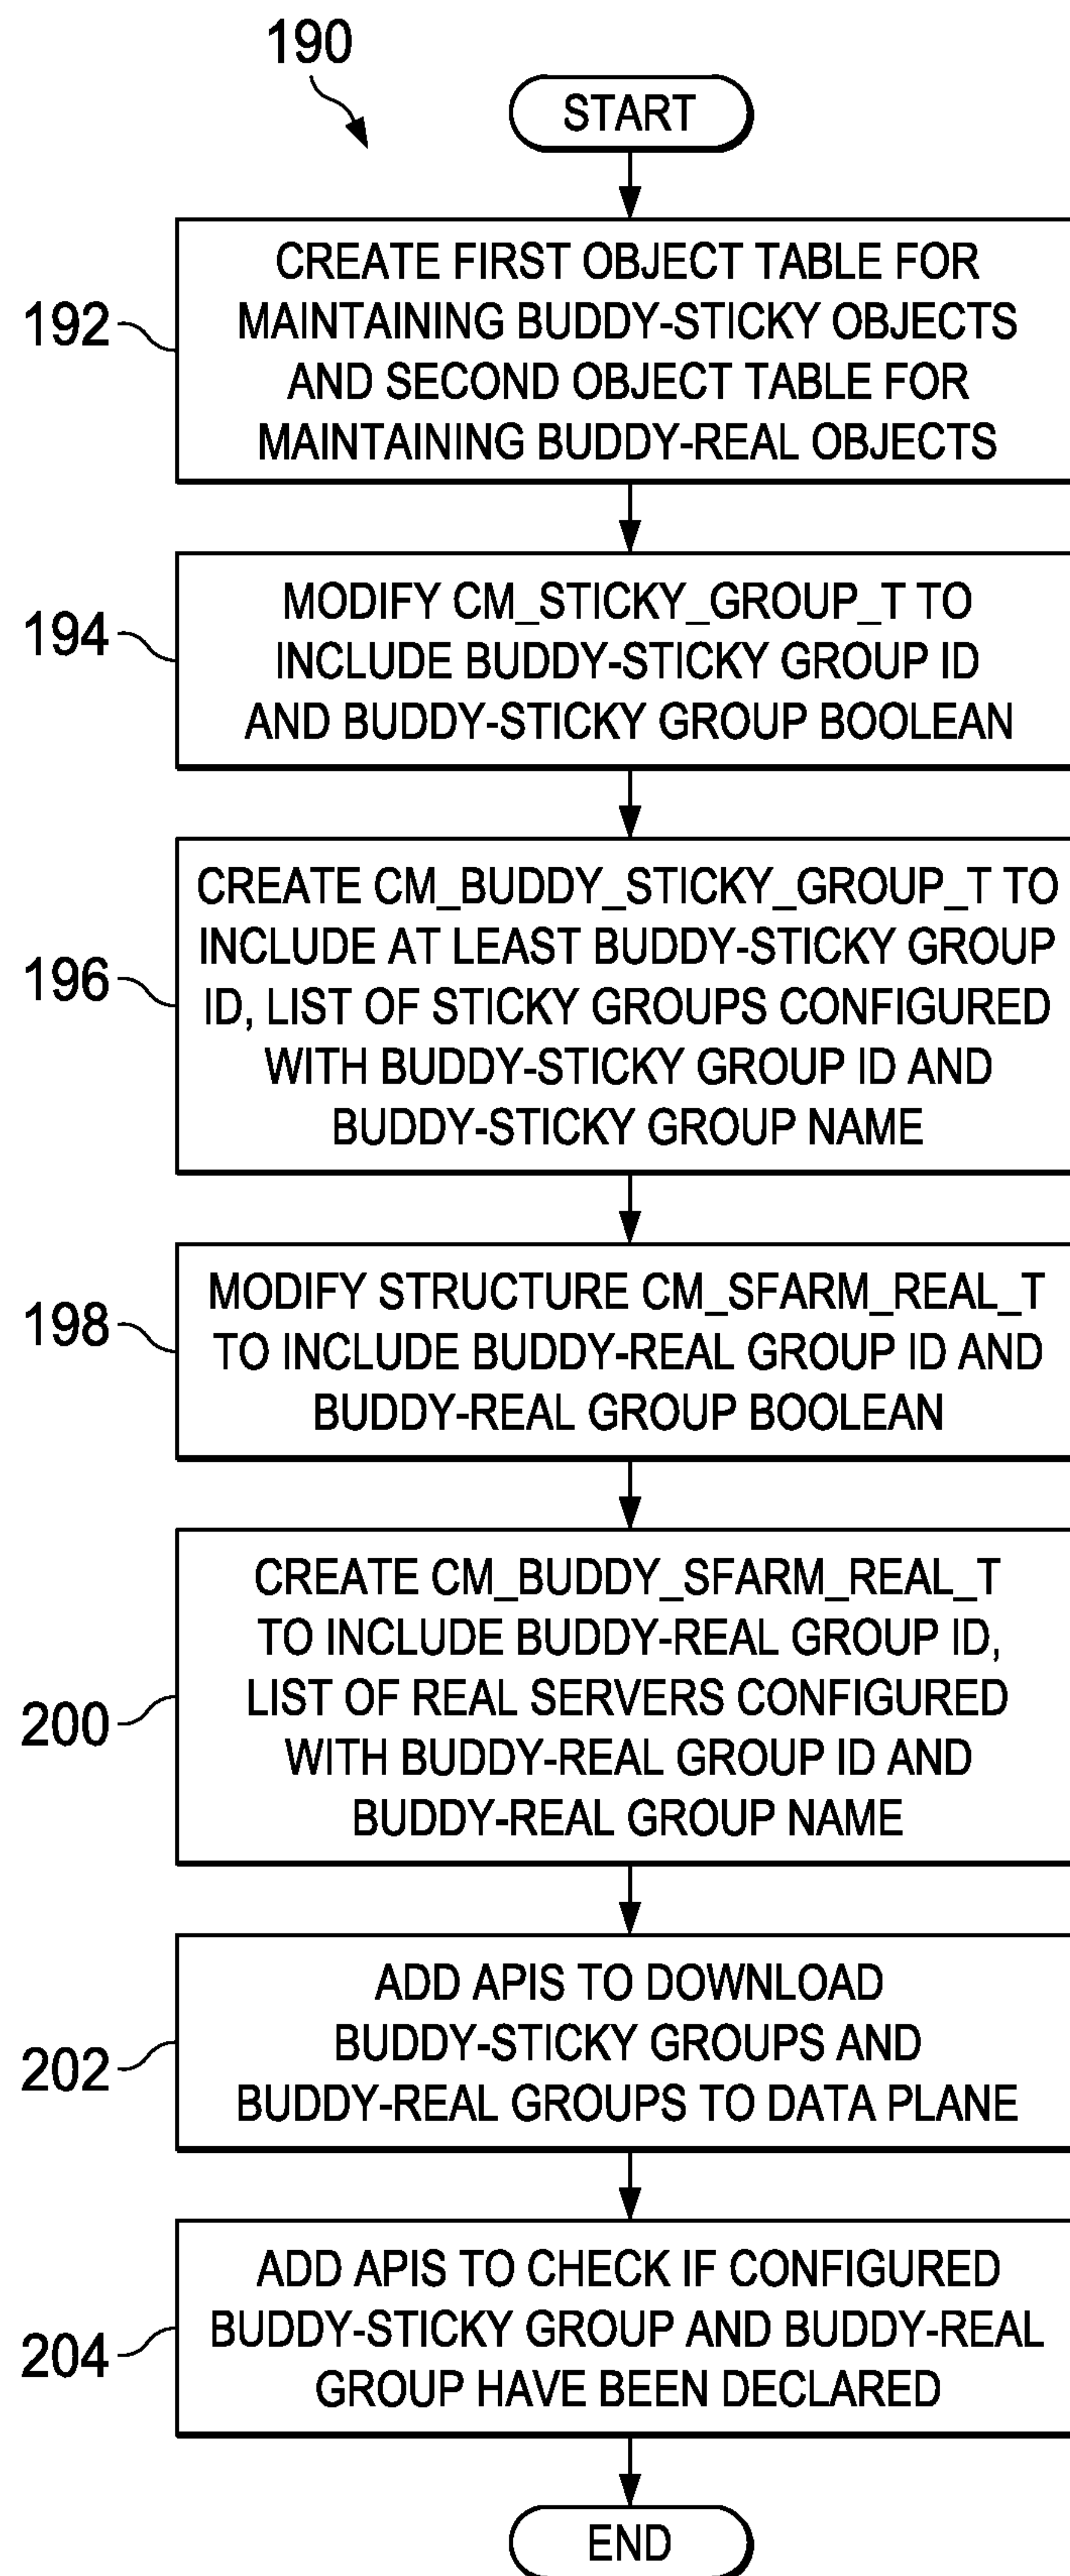 190
START
192
CREATE FIRST OBJECT TABLE FOR
MAINTAINING BUDDY-STICKY OBJECTS
AND SECOND OBJECT TABLE FOR
MAINTAINING BUDDY-REAL OBJECTS
194
MODIFY CM_STICKY_GROUP_T TO
INCLUDE BUDDY-STICKY GROUP ID
AND BUDDY-STICKY GROUP BOOLEAN
196
CREATE CM_BUDDY_STICKY_GROUP_T TO
INCLUDE AT LEAST BUDDY-STICKY GROUP
ID, LIST OF STICKY GROUPS CONFIGURED
WITH BUDDY-STICKY GROUP ID AND
BUDDY-STICKY GROUP NAME
198
MODIFY STRUCTURE CM_SFARM_REAL_T
TO INCLUDE BUDDY-REAL GROUP ID AND
BUDDY-REAL GROUP BOOLEAN
200
CREATE CM_BUDDY_SFARM_REAL_T
TO INCLUDE BUDDY-REAL GROUP ID,
LIST OF REAL SERVERS CONFIGURED
WITH BUDDY-REAL GROUP ID AND
BUDDY-REAL GROUP NAME
202
ADD APIS TO DOWNLOAD
BUDDY-STICKY GROUPS AND
BUDDY-REAL GROUPS TO DATA PLANE
204
ADD APIS TO CHECK IF CONFIGURED
BUDDY-STICKY GROUP AND BUDDY-REAL
GROUP HAVE BEEN DECLARED
END